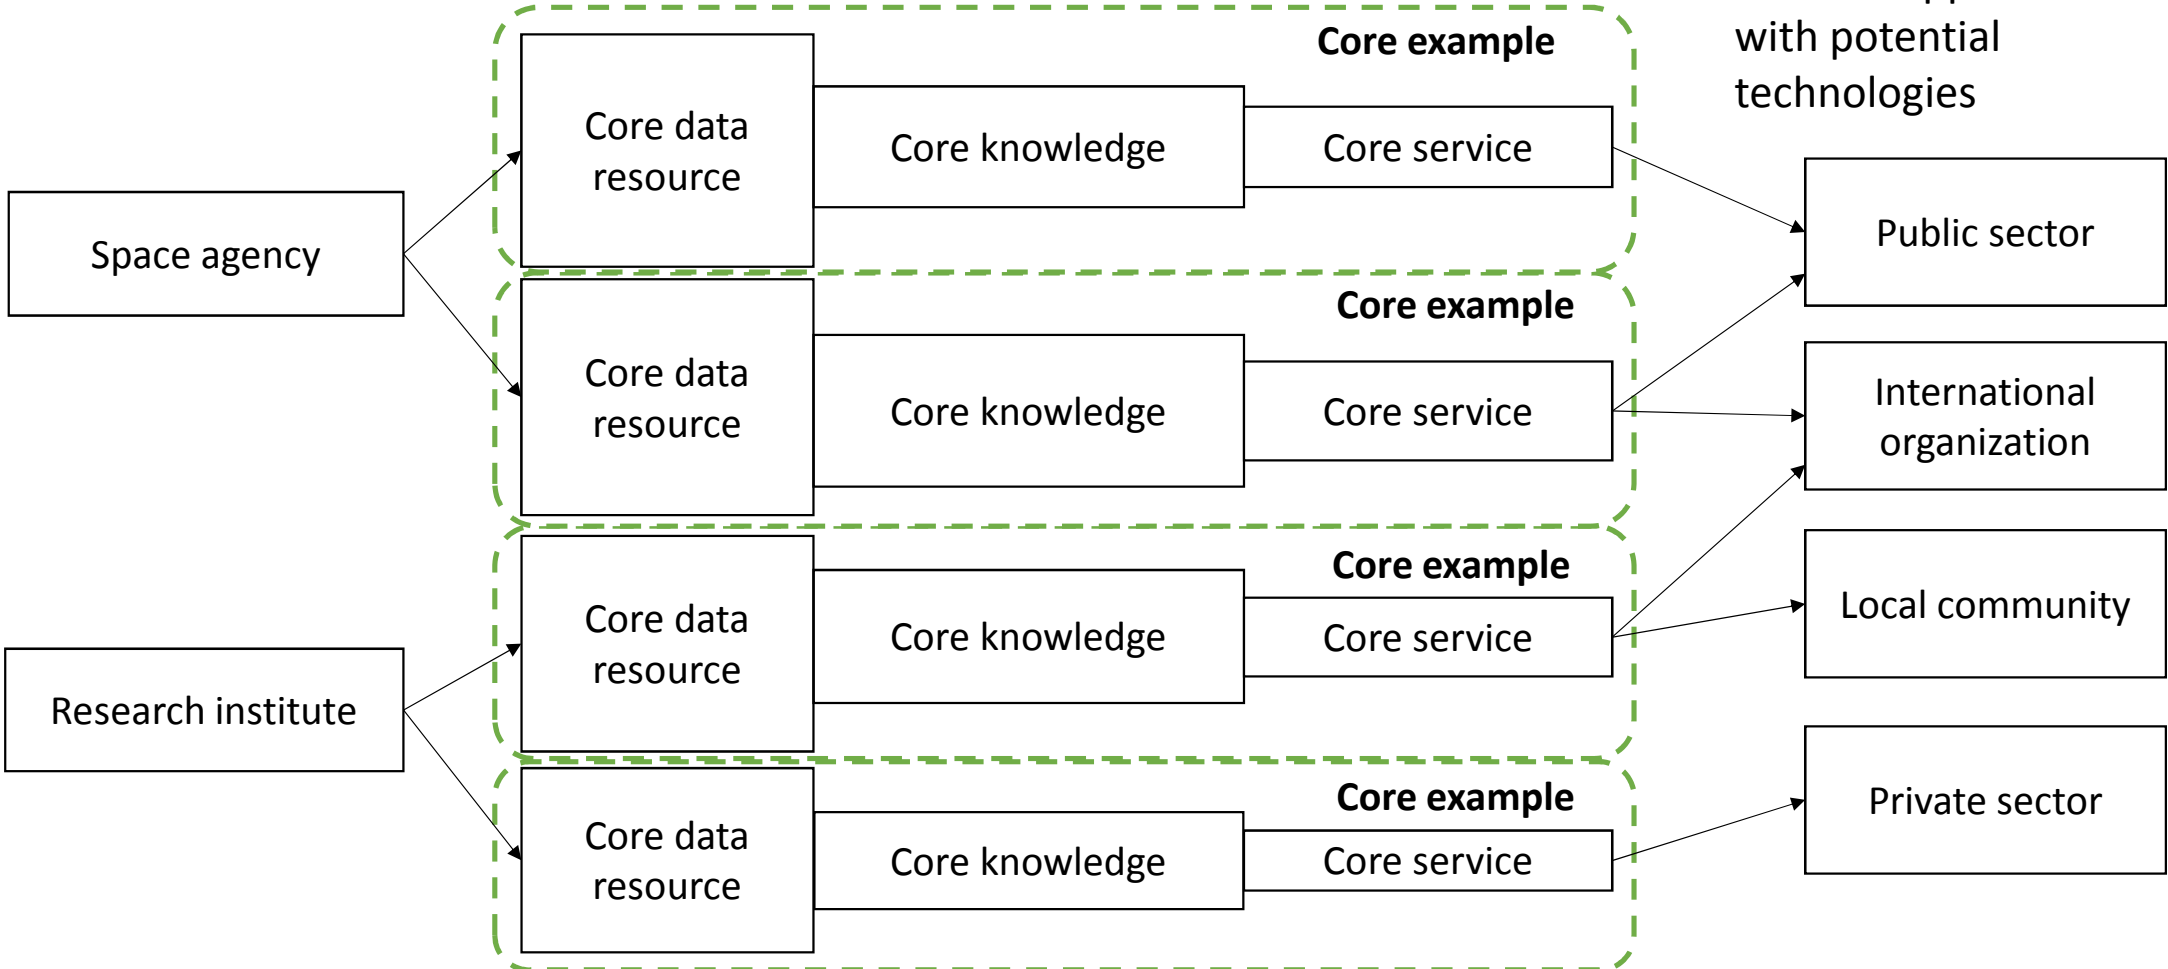 with potential
technologies
Core example
Core data
resource
Core knowledge
Core service
Space agency
Public sector
Core example
Core data
resource
Core knowledge
Core service
International
organization
Core example
Core data
resource
Core knowledge
Core service
Local community
Research institute
Core example
Core data
resource
Core knowledge
Core service
Private sector